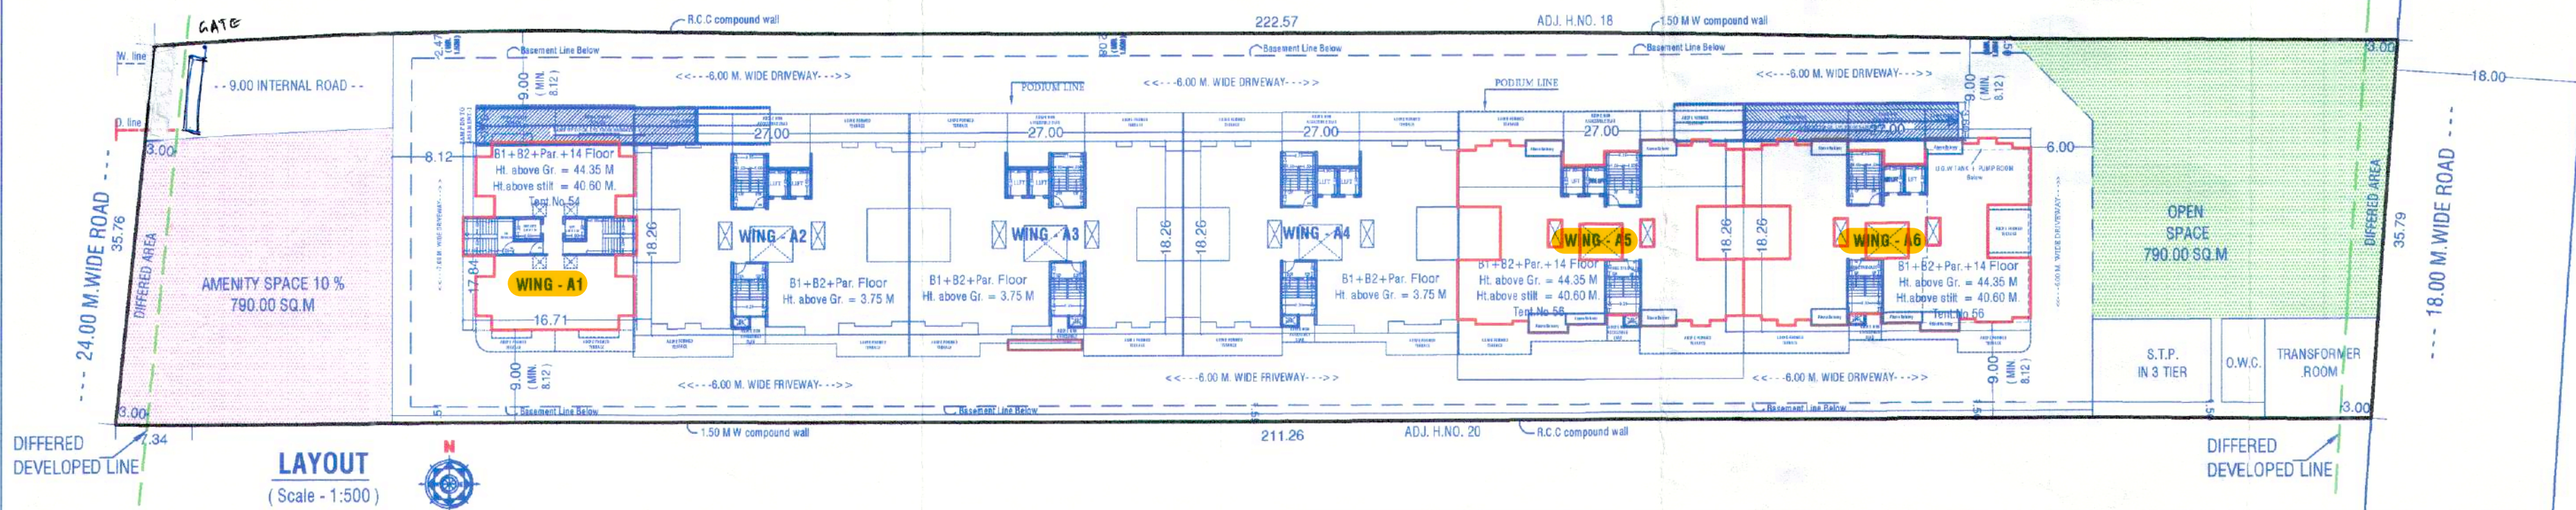 GATE
R.C.C compound wall
222.57
ADJ. H.NO. 18
1.50 M W compound wall
W. line
Basement Line Below
Basement Line Below
Basement Line Below
3.00
18.00
- - 9.00 INTERNAL ROAD - -
9.00
( MIN.
8.12 )
<<---6.00 M. WIDE DRIVEWAY--->>
PODIUM LINE
<<---6.00 M. WIDE DRIVEWAY--->>
PODIUM LINE
<<---6.00 M. WIDE DRIVEWAY--->>
9.00
( MIN.
8.12 )
D. line
3.00
8.12
27.00
27.00
27.00
27.00
27.00
6.00
B1+B2+Par.+14 Floor
Ht. above Gr. = 44.35 M
Ht.above stilt = 40.60 M.
Tent.No.54
LIFT
WING - A1
17.84
16.71
18.26
WING - A2
B1+B2+Par. Floor
Ht. above Gr. = 3.75 M
WING - A3
B1+B2+Par. Floor
Ht. above Gr. = 3.75 M
18.26
18.26
WING - A4
B1+B2+Par. Floor
Ht. above Gr. = 3.75 M
WING - A5
B1+B2+Par.+14 Floor
Ht. above Gr. = 44.35 M
Ht.above stilt = 40.60 M.
Tent.No 56
18.26
18.26
U.G.W TANK + PUMP ROOM
Below
WING - A6
B1+B2+Par.+14 Floor
Ht. above Gr. = 44.35 M
Ht.above stilt = 40.60 M.
Tent.No 56
- - - - 24.00 M.WIDE ROAD - - - -
35.76
DIFFERED AREA
AMENITY SPACE 10 %
790.00 SQ.M
OPEN
SPACE
790.00 SQ.M
DIFFERED AREA
35.79
- - - - 18.00 M.WIDE ROAD - - - -
S.T.P.
IN 3 TIER
O.W.C.
TRANSFORMER
ROOM
9.00
( MIN.
8.12 )
<<---6.00 M. WIDE FRIVEWAY--->>
<<---6.00 M. WIDE FRIVEWAY--->>
<<---6.00 M. WIDE DRIVEWAY--->>
9.00
( MIN.
8.12 )
3.00
Basement Line Below
Basement Line Below
Basement Line Below
3.00
7.34
1.50 M W compound wall
211.26
ADJ. H.NO. 20
R.C.C compound wall
DIFFERED
DEVELOPED LINE
DIFFERED
DEVELOPED LINE
LAYOUT
( Scale - 1:500 )
N